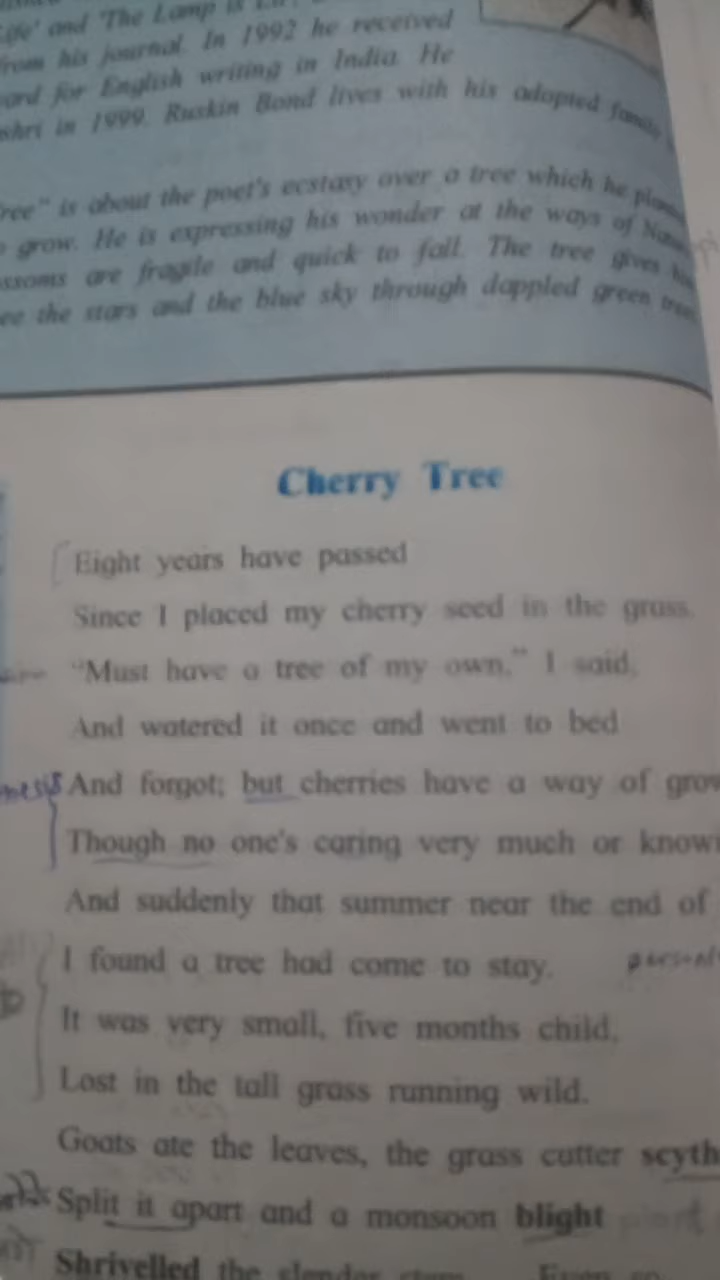 Life' and 'The Lamp is
from his journal. In 1992 he received
for English writing in India. He
in 1999. Ruskin Bond lives with his adopted family
is about the poet's ecstasy over a tree which he
grow. He is expressing his wonder at the ways of
are fragile and quick to fall. The tree gives
the stars and the blue sky through dappled green
Cherry Tree
Eight years have passed
Since I placed my cherry seed in the grass.
"Must have a tree of my own," I said,
And watered it once and went to bed
And forgot; but cherries have a way of
Though no one's caring very much or
And suddenly that summer near the end of
I found a tree had come to stay.
It was very small, five months child,
Lost in the tall grass running wild.
Goats ate the leaves, the grass cutter scyth
Split it apart and a monsoon blight
Shrivelled the slender stem